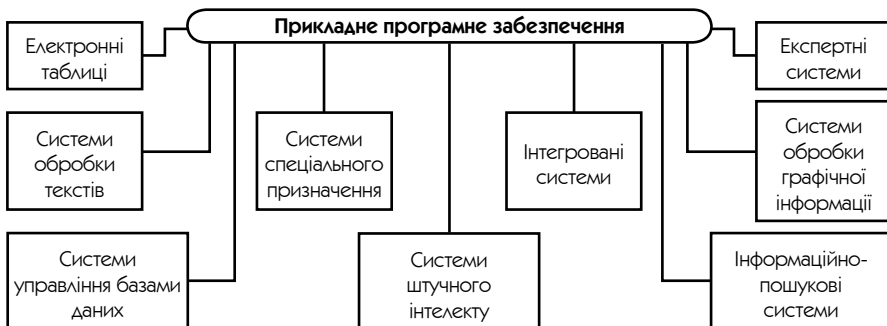 Прикладне програмне забезпечення
Електронні
таблиці
Експертні
системи
Системи
обробки
текстів
Системи
спеціального
призначення
Інтегровані
системи
Системи
обробки
графічної
інформації
Системи
управління базами
даних
Системи
штучного
інтелекту
Інформаційно-
пошукові
системи